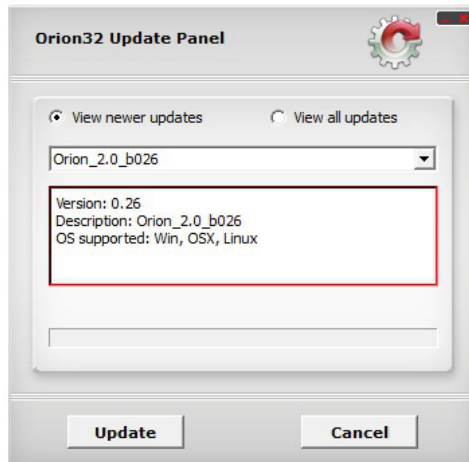 Orion32 Update Panel
View newer updates
View all updates
Orion_2.0_b026
Version: 0.26
Description: Orion_2.0_b026
OS supported: Win, OSX, Linux
Update
Cancel